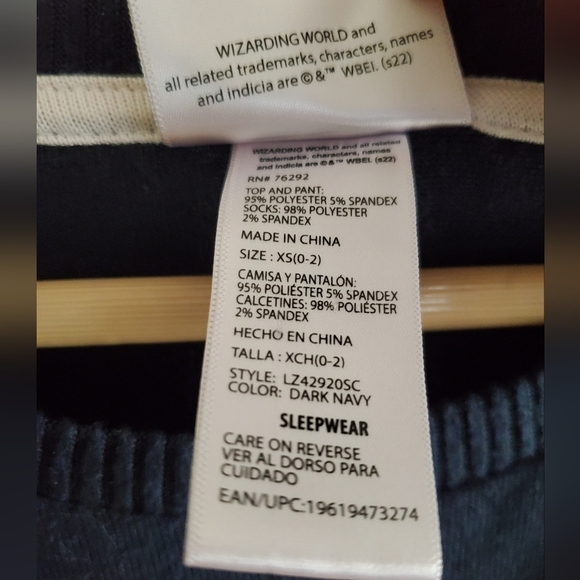 WIZARDING WORLD and
all related trademarks, characters, names
and indicia are © & ™ WBEI. (s22)
WIZARDING WORLD and all related
trademarks, characters, names
and indicia are © & ™ WBEI. (s22)
RN# 76292
TOP AND PANT:
95% POLYESTER 5% SPANDEX
SOCKS: 98% POLYESTER
2% SPANDEX
MADE IN CHINA
SIZE : XS(0-2)
CAMISA Y PANTALÓN:
95% POLIÉSTER 5% SPANDEX
CALCETINES: 98% POLIÉSTER
2% SPANDEX
HECHO EN CHINA
TALLA : XCH(0-2)
STYLE: LZ42920SC
COLOR: DARK NAVY
SLEEPWEAR
CARE ON REVERSE
VER AL DORSO PARA
CUIDADO
EAN/UPC:19619473274